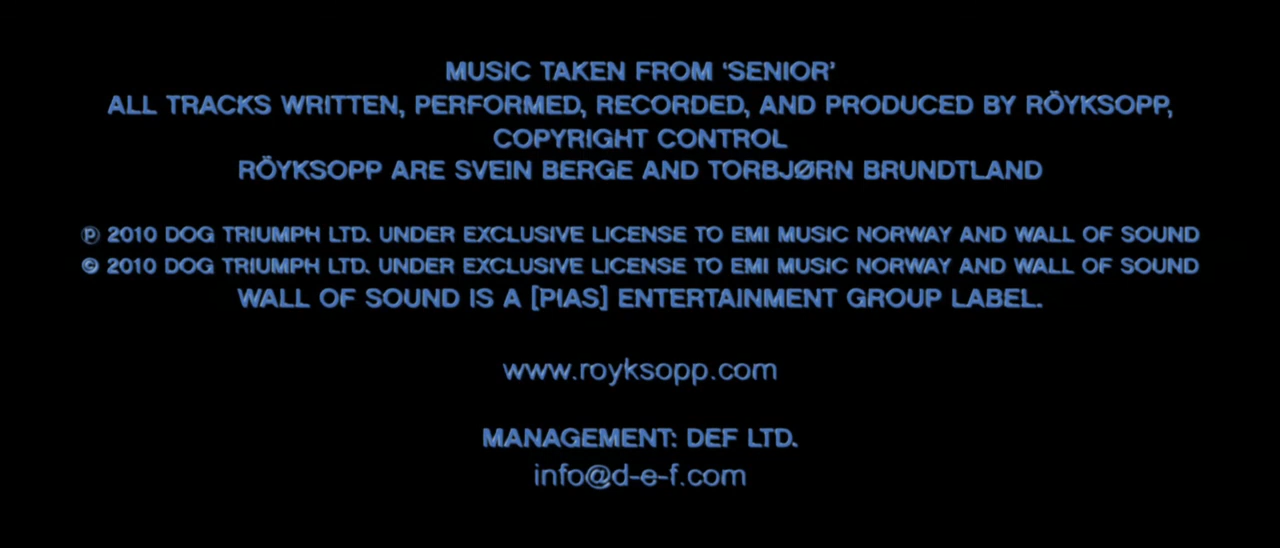 MUSIC TAKEN FROM ‘SENIOR’
ALL TRACKS WRITTEN, PERFORMED, RECORDED, AND PRODUCED BY RÖYKSOPP,
COPYRIGHT CONTROL
RÖYKSOPP ARE SVEIN BERGE AND TORBJØRN BRUNDTLAND
℗ 2010 DOG TRIUMPH LTD. UNDER EXCLUSIVE LICENSE TO EMI MUSIC NORWAY AND WALL OF SOUND
© 2010 DOG TRIUMPH LTD. UNDER EXCLUSIVE LICENSE TO EMI MUSIC NORWAY AND WALL OF SOUND
WALL OF SOUND IS A [PIAS] ENTERTAINMENT GROUP LABEL.
www.royksopp.com
MANAGEMENT: DEF LTD.
info@d-e-f.com